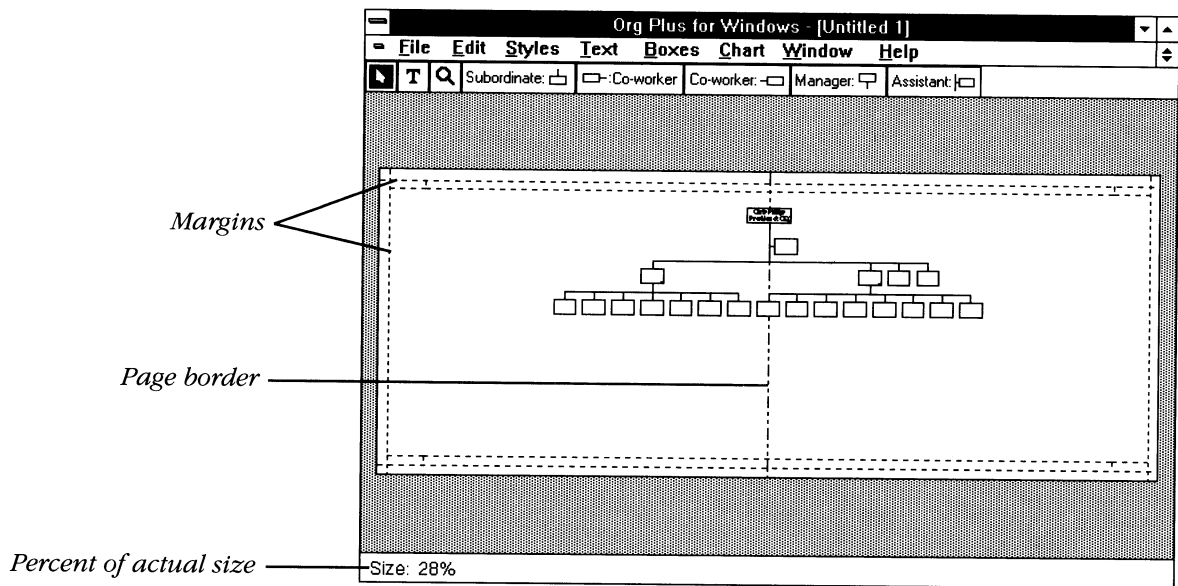 Org Plus for Windows - [Untitled 1]
File Edit Styles Text Boxes Chart Window Help
T Subordinate: :Co-worker Co-worker: Manager: Assistant:
Margins
Page border
Percent of actual size
Size: 28%